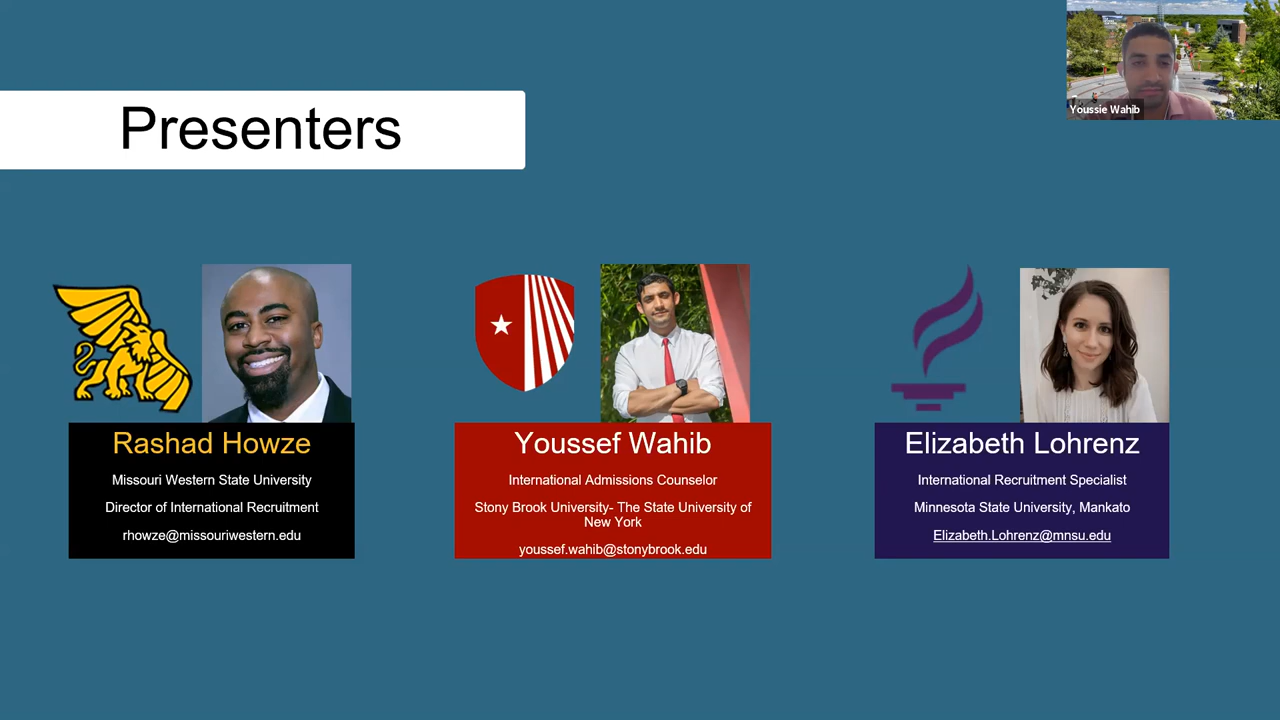 Youssie Wahib
Presenters
Rashad Howze
Missouri Western State University
Director of International Recruitment
rhowze@missouriwestern.edu
Youssef Wahib
International Admissions Counselor
Stony Brook University- The State University of
New York
youssef.wahib@stonybrook.edu
Elizabeth Lohrenz
International Recruitment Specialist
Minnesota State University, Mankato
Elizabeth.Lohrenz@mnsu.edu